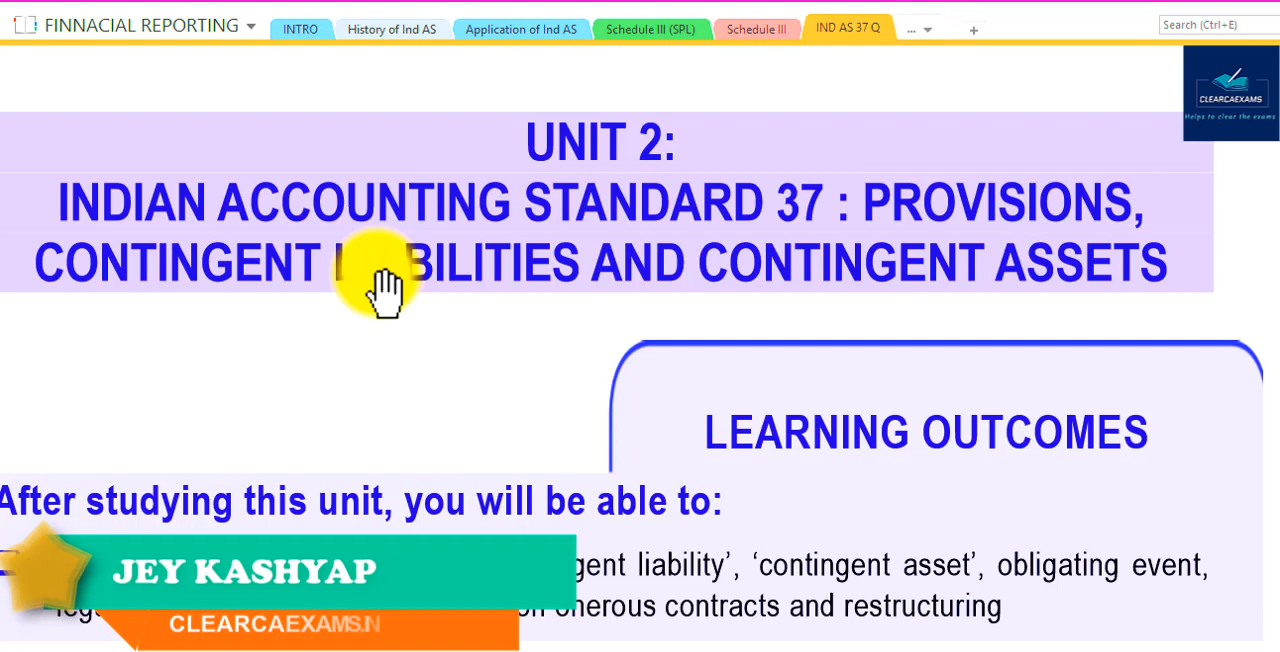 FINNACIAL REPORTING
INTRO
History of Ind AS
Application of Ind AS
Schedule III (SPL)
Schedule III
IND AS 37 Q
...
Search (Ctrl+E)
CLEARCAEXAMS
Helps to clear the exams
UNIT 2:
INDIAN ACCOUNTING STANDARD 37 : PROVISIONS,
CONTINGENT BILITIES AND CONTINGENT ASSETS
LEARNING OUTCOMES
After studying this unit, you will be able to:
gent liability’, ‘contingent asset’, obligating event,
onerous contracts and restructuring
JEY KASHYAP
CLEARCAEXAMS.N